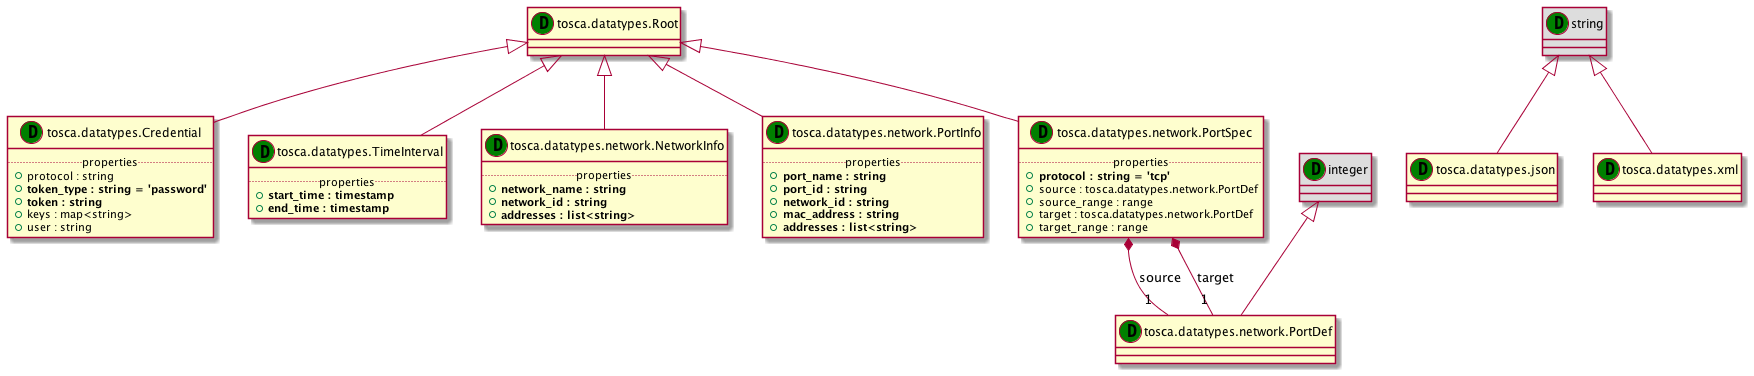 D tosca.datatypes.Root
D string
D tosca.datatypes.Credential
properties
protocol : string
token_type : string = 'password'
token : string
keys : map<string>
user : string
D tosca.datatypes.TimeInterval
properties
start_time : timestamp
end_time : timestamp
D tosca.datatypes.network.NetworkInfo
properties
network_name : string
network_id : string
addresses : list<string>
D tosca.datatypes.network.PortInfo
properties
port_name : string
port_id : string
network_id : string
mac_address : string
addresses : list<string>
D tosca.datatypes.network.PortSpec
properties
protocol : string = 'tcp'
source : tosca.datatypes.network.PortDef
source_range : range
target : tosca.datatypes.network.PortDef
target_range : range
D integer
D tosca.datatypes.json
D tosca.datatypes.xml
source
target
1
1
D tosca.datatypes.network.PortDef